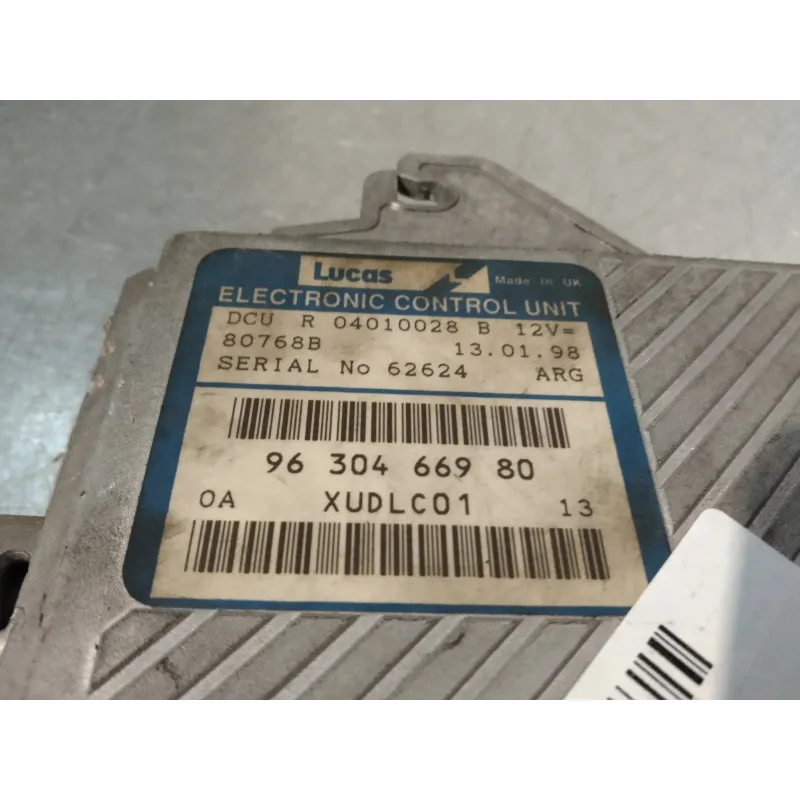 Lucas Made in UK
ELECTRONIC CONTROL UNIT
DCU R 04010028 B 12V=
80768B 13.01.98
SERIAL No 62624 ARG
96 304 669 80
0A XUDLC01 13